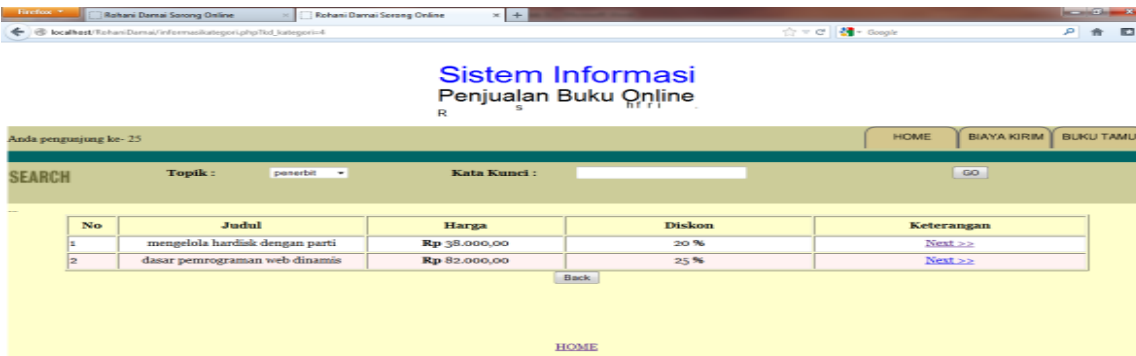 Firefox
Rohani Damai Sorong Online × Rohani Damai Sorong Online × +
localhost/RohaniDamai/informasikategori.php?kd_kategori=4 Google
Sistem Informasi
Penjualan Buku Online
Anda pengunjung ke- 25 HOME BIAYA KIRIM BUKU TAMU
SEARCH Topik : penerbit Kata Kunci : GO
No Judul Harga Diskon Keterangan
1 mengelola hardisk dengan parti Rp 38.000,00 20 % Next >>
2 dasar pemrograman web dinamis Rp 82.000,00 25 % Next >>
Back
HOME